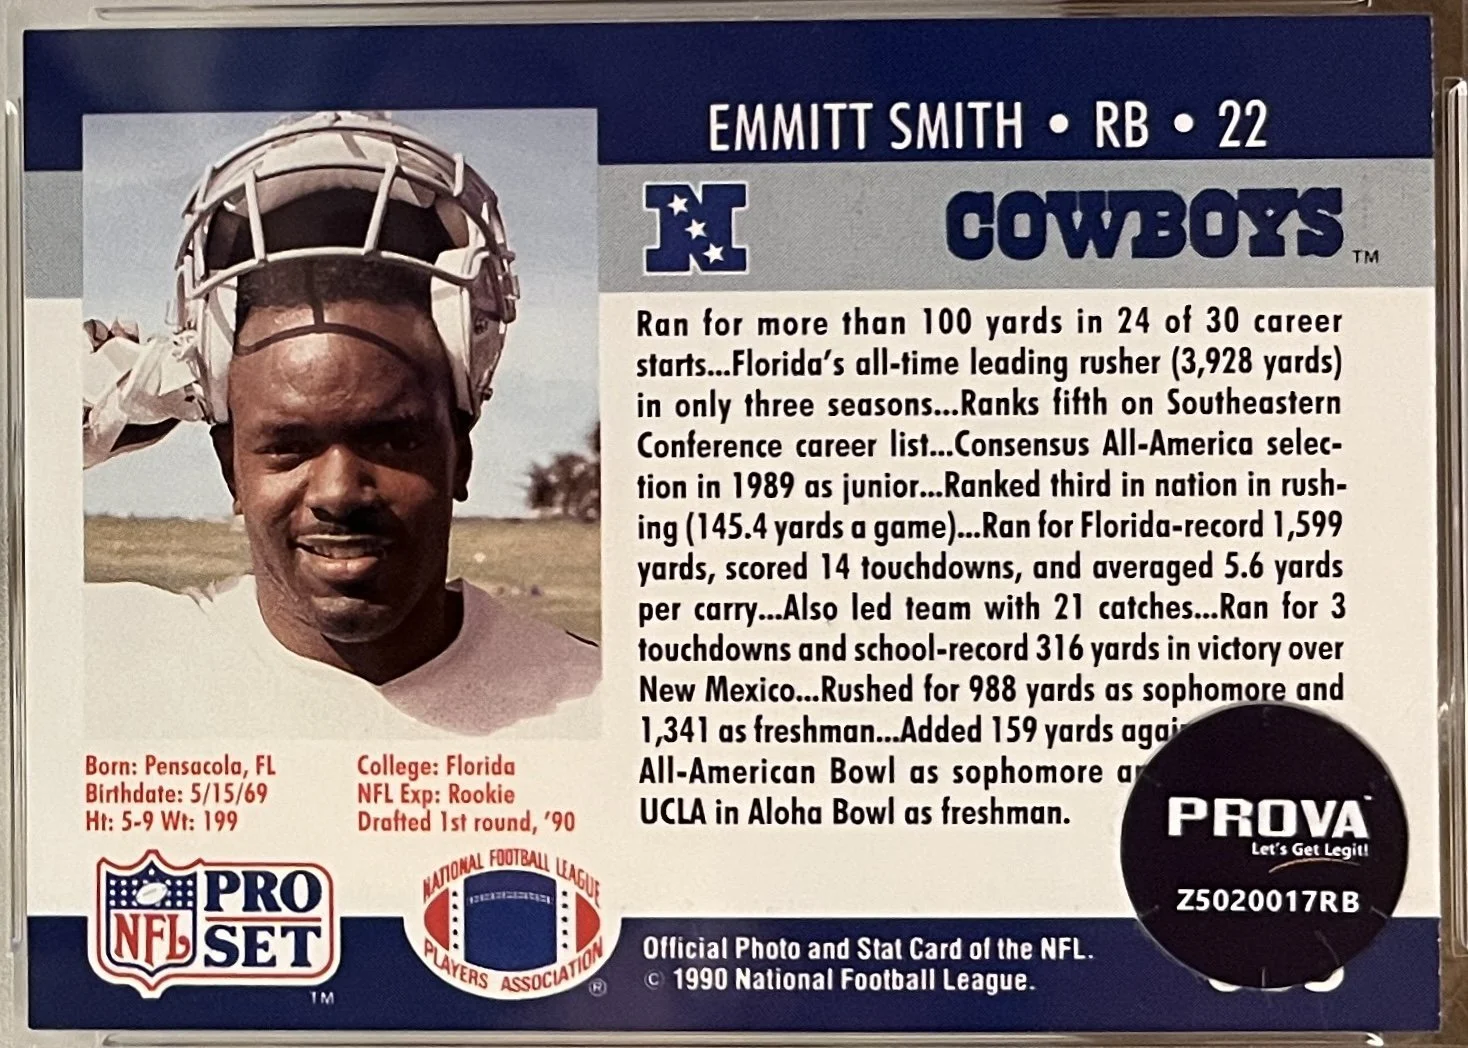 EMMITT SMITH • RB • 22
N
COWBOYS™
Ran for more than 100 yards in 24 of 30 career
starts...Florida's all-time leading rusher (3,928 yards)
in only three seasons...Ranks fifth on Southeastern
Conference career list...Consensus All-America selec-
tion in 1989 as junior...Ranked third in nation in rush-
ing (145.4 yards a game)...Ran for Florida-record 1,599
yards, scored 14 touchdowns, and averaged 5.6 yards
per carry...Also led team with 21 catches...Ran for 3
touchdowns and school-record 316 yards in victory over
New Mexico...Rushed for 988 yards as sophomore and
1,341 as freshman...Added 159 yards
All-American Bowl as sophomore
UCLA in Aloha Bowl as freshman.
Born: Pensacola, FL
Birthdate: 5/15/69
Ht: 5-9 Wt: 199
College: Florida
NFL Exp: Rookie
Drafted 1st round, '90
NFL
PRO
SET
TM
NATIONAL FOOTBALL LEAGUE
PLAYERS ASSOCIATION ®
Official Photo and Stat Card of the NFL.
© 1990 National Football League.
PROVA™
Let's Get Legit!
Z5020017RB